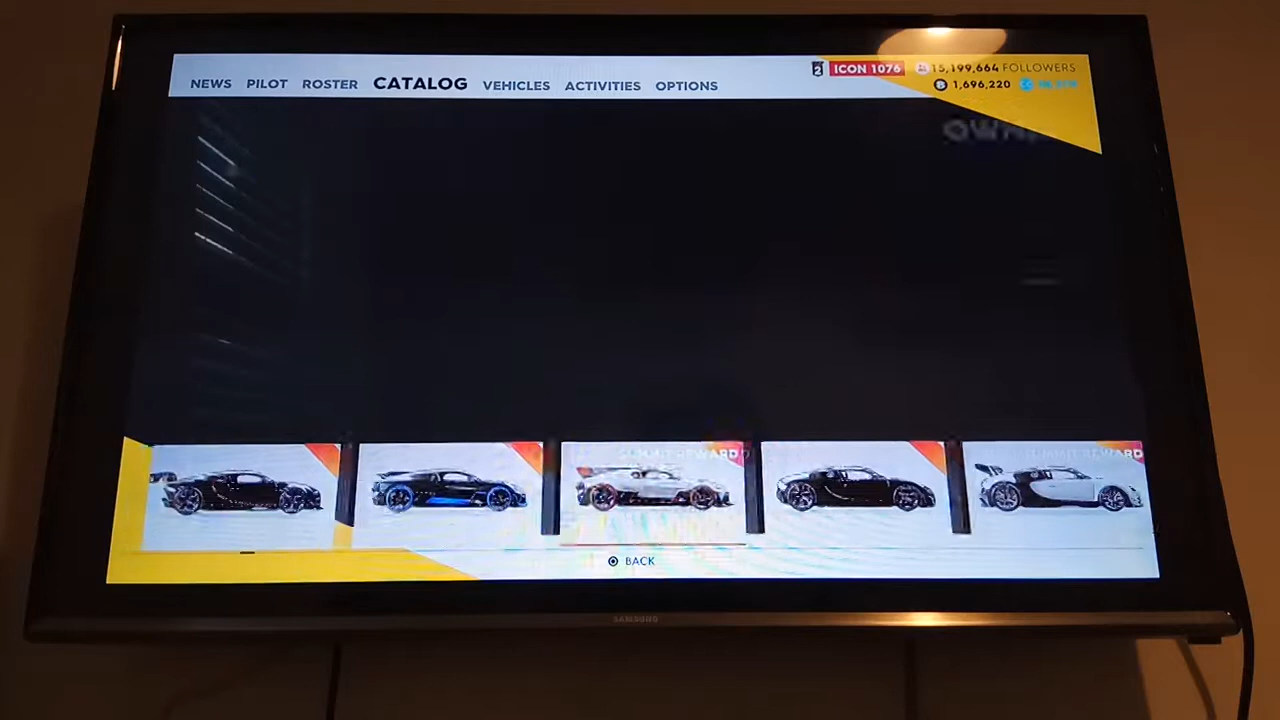 NEWS PILOT ROSTER CATALOG VEHICLES ACTIVITIES OPTIONS
2 ICON 1076 15,199,664 FOLLOWERS
B 1,696,220
SUMMIT REWARD
SUMMIT REWARD
BACK
SAMSUNG